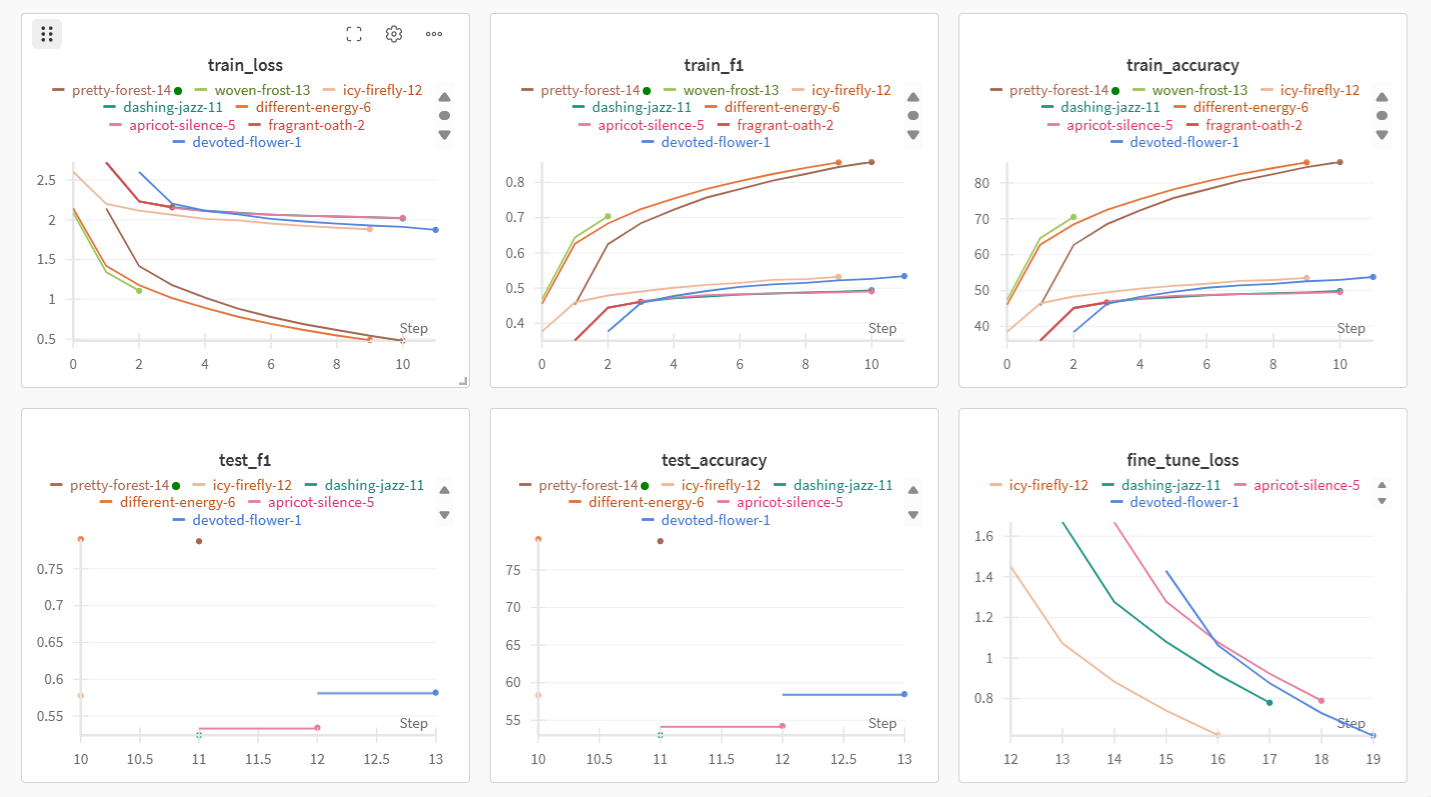 train_loss
pretty-forest-14 woven-frost-13 icy-firefly-12
dashing-jazz-11 different-energy-6
apricot-silence-5 fragrant-oath-2
devoted-flower-1
2.5
2
1.5
1
0.5
Step
0 2 4 6 8 10
train_f1
pretty-forest-14 woven-frost-13 icy-firefly-12
dashing-jazz-11 different-energy-6
apricot-silence-5 fragrant-oath-2
devoted-flower-1
0.8
0.7
0.6
0.5
0.4
Step
0 2 4 6 8 10
train_accuracy
pretty-forest-14 woven-frost-13 icy-firefly-12
dashing-jazz-11 different-energy-6
apricot-silence-5 fragrant-oath-2
devoted-flower-1
80
70
60
50
40
Step
0 2 4 6 8 10
test_f1
pretty-forest-14 icy-firefly-12 dashing-jazz-11
different-energy-6 apricot-silence-5
devoted-flower-1
0.75
0.7
0.65
0.6
0.55
Step
10 10.5 11 11.5 12 12.5 13
test_accuracy
pretty-forest-14 icy-firefly-12 dashing-jazz-11
different-energy-6 apricot-silence-5
devoted-flower-1
75
70
65
60
55
Step
10 10.5 11 11.5 12 12.5 13
fine_tune_loss
icy-firefly-12 dashing-jazz-11 apricot-silence-5
devoted-flower-1
1.6
1.4
1.2
1
0.8
Step
12 13 14 15 16 17 18 19